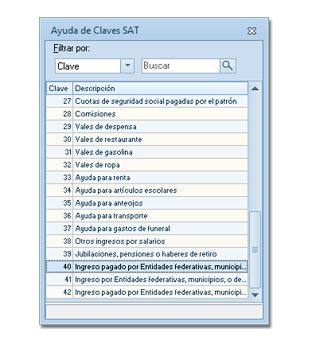 Ayuda de Claves SAT
Filtrar por:
Clave Buscar
Clave Descripción
27 Cuotas de seguridad social pagadas por el patrón
28 Comisiones
29 Vales de despensa
30 Vales de restaurante
31 Vales de gasolina
32 Vales de ropa
33 Ayuda para renta
34 Ayuda para artículos escolares
35 Ayuda para anteojos
36 Ayuda para transporte
37 Ayuda para gastos de funeral
38 Otros ingresos por salarios
39 Jubilaciones, pensiones o haberes de retiro
40 Ingreso pagado por Entidades federativas, municipi...
41 Ingreso por Entidades federativas, municipios, o de...
42 Ingreso pagado por Entidades federativas, municipi...